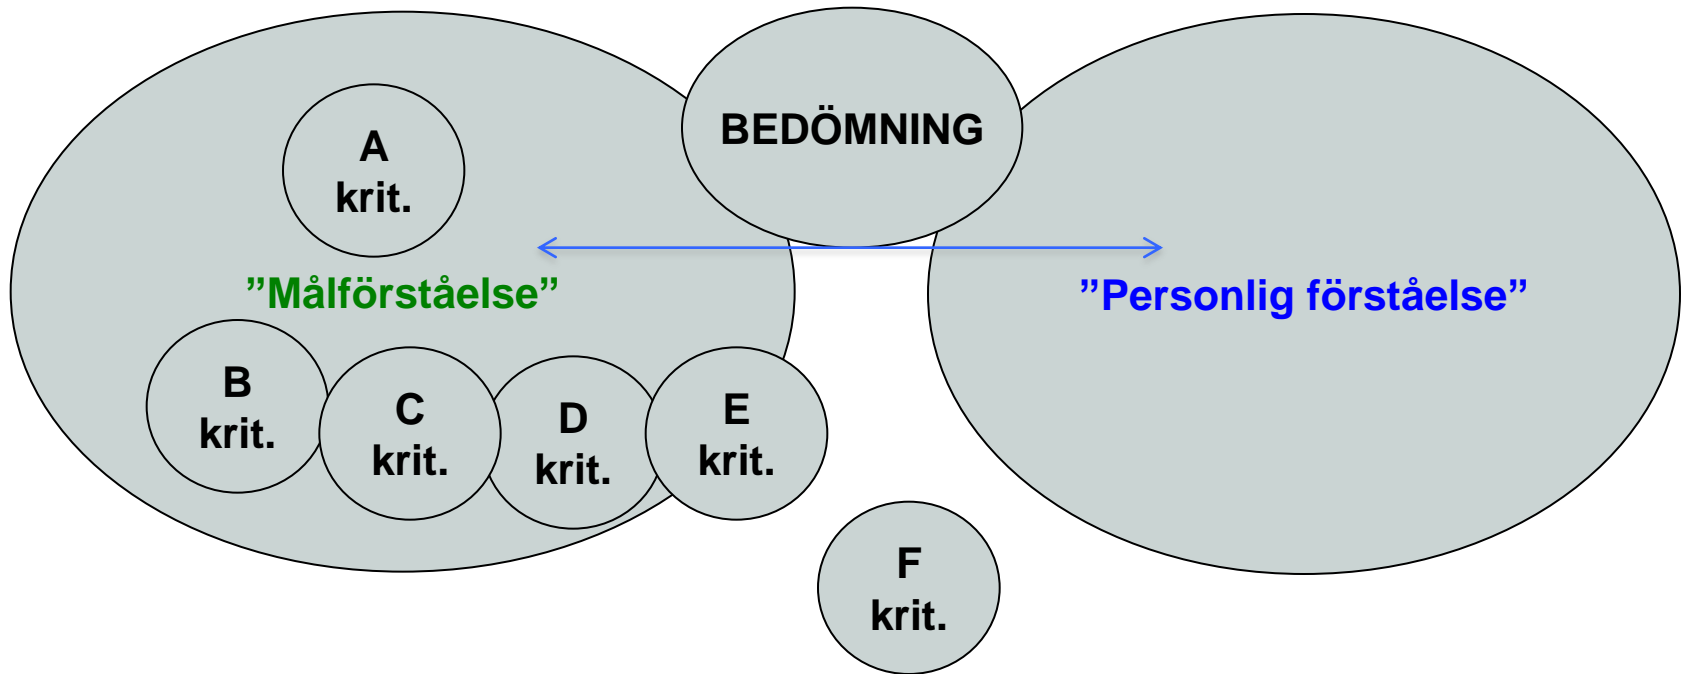 BEDÖMNING
A
krit.
”Målförståelse”
”Personlig förståelse”
B
krit.
C
krit.
D
krit.
E
krit.
F
krit.